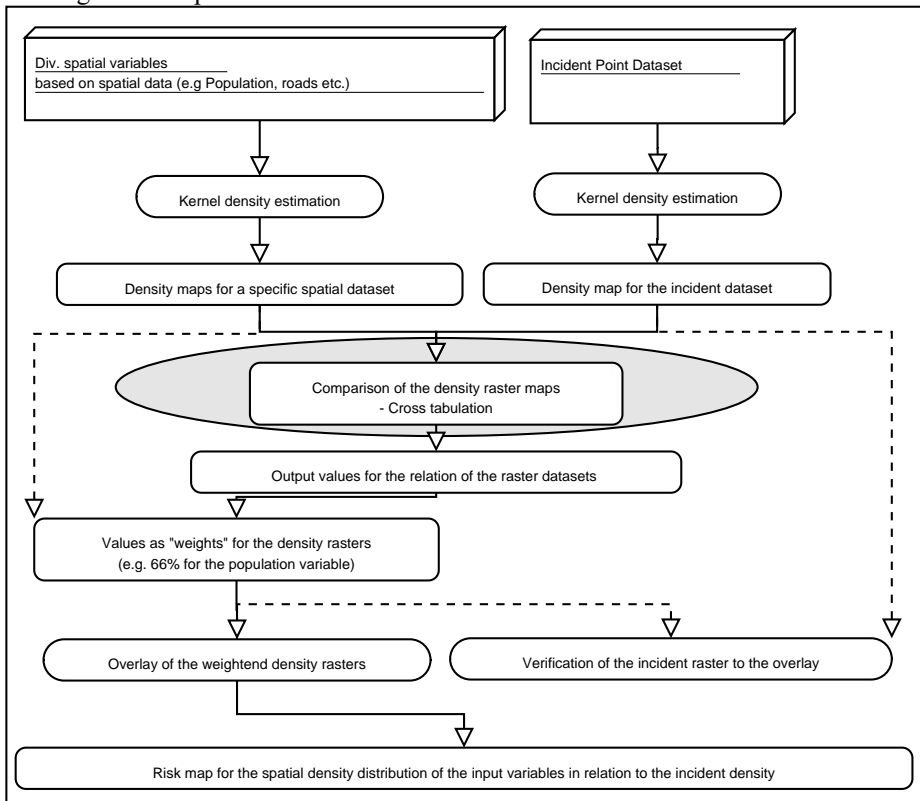 Div. spatial variables
based on spatial data (e.g Population, roads etc.)
Incident Point Dataset
Kernel density estimation
Kernel density estimation
Density maps for a specific spatial dataset
Density map for the incident dataset
Comparison of the density raster maps
- Cross tabulation
Output values for the relation of the raster datasets
Values as "weights" for the density rasters
(e.g. 66% for the population variable)
Overlay of the weightend density rasters
Verification of the incident raster to the overlay
Risk map for the spatial density distribution of the input variables in relation to the incident density